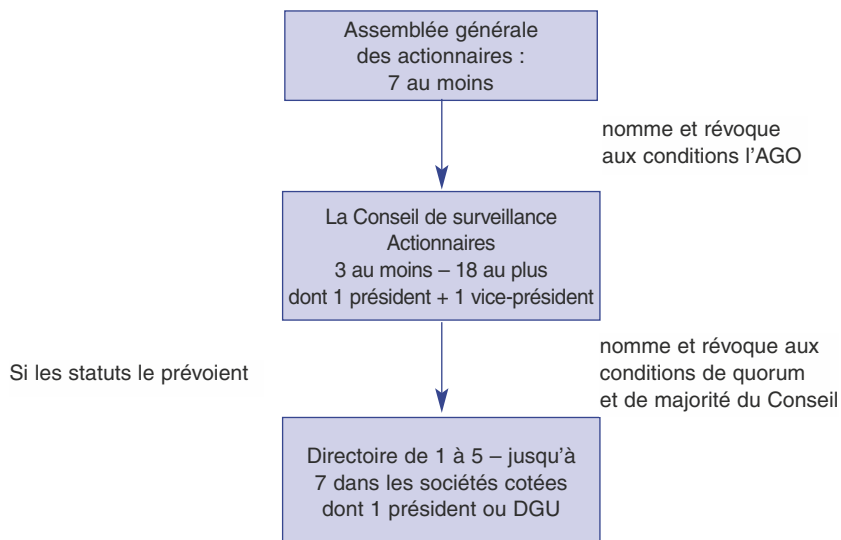 Assemblée générale
des actionnaires :
7 au moins
nomme et révoque
aux conditions l'AGO
La Conseil de surveillance
Actionnaires
3 au moins – 18 au plus
dont 1 président + 1 vice-président
Si les statuts le prévoient
nomme et révoque aux
conditions de quorum
et de majorité du Conseil
Directoire de 1 à 5 – jusqu'à
7 dans les sociétés cotées
dont 1 président ou DGU